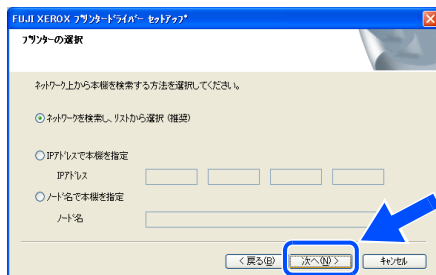 FUJI XEROX プリンタードライバー セットアップ
プリンターの選択
ネットワーク上から本機を検索する方法を選択してください。
ネットワークを検索し、リストから選択 (推奨)
IPアドレスで本機を指定
IPアドレス
ノード名で本機を指定
ノード名
< 戻る(B)
次へ(N) >
キャンセル